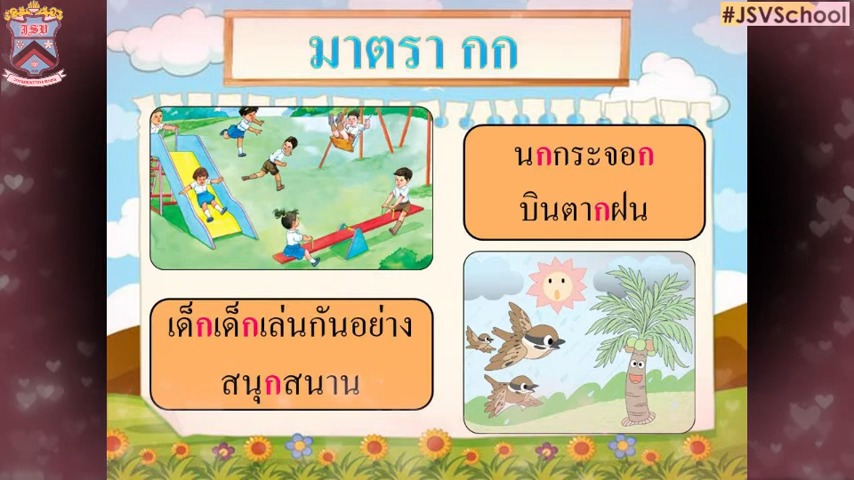 JSV
#JSVSchool
มาตรา กก
นกกระจอก
บินตากฝน
เด็กเด็กเล่นกันอย่าง
สนุกสนาน